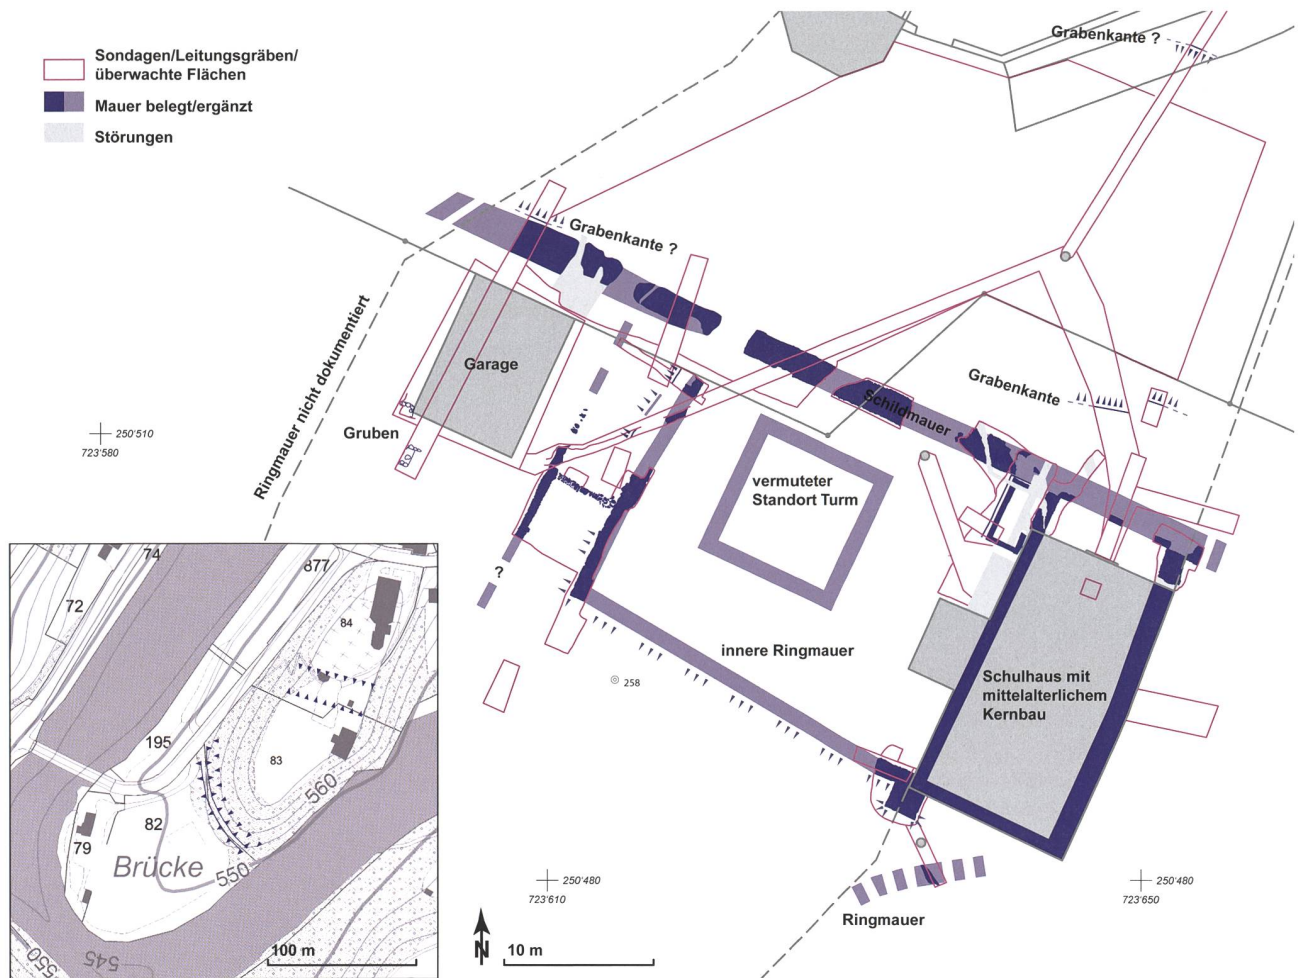 Sondagen/Leitungsgräben/
überwachte Flächen
Mauer belegt/ergänzt
Störungen
Grabenkante ?
Grabenkante ?
Ringmauer nicht dokumentiert
Garage
Gruben
250'510
723'580
Grabenkante
Schildmauer
vermuteter
Standort Turm
?
innere Ringmauer
258
Schulhaus mit
mittelalterlichem
Kernbau
74
877
72
84
195
83
560
82
79
Brücke
550
550
545
100 m
250'480
723'610
250'480
723'650
Ringmauer
N
10 m